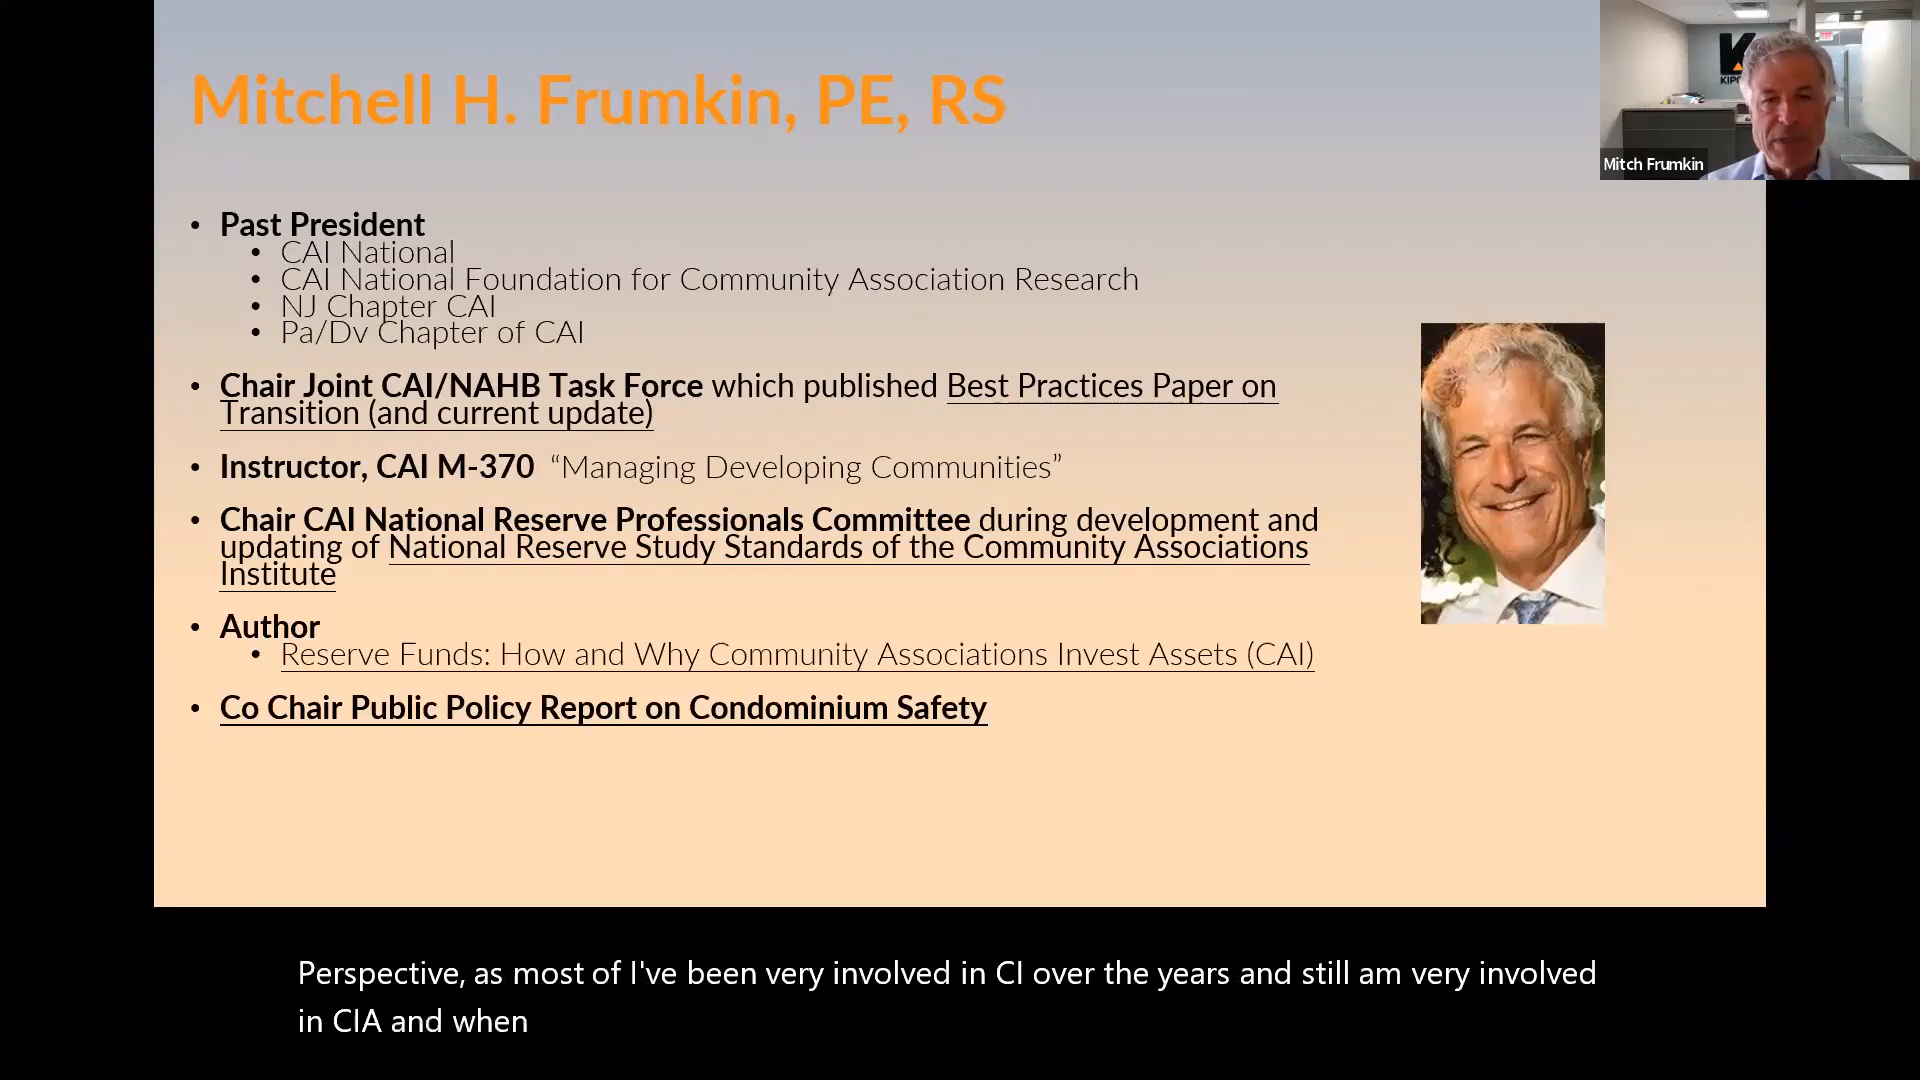 Mitchell H. Frumkin, PE, RS
Mitch Frumkin
• Past President
• CAI National
• CAI National Foundation for Community Association Research
• NJ Chapter CAI
• Pa/Dv Chapter of CAI
• Chair Joint CAI/NAHB Task Force which published Best Practices Paper on
Transition (and current update)
• Instructor, CAI M-370 “Managing Developing Communities”
• Chair CAI National Reserve Professionals Committee during development and
updating of National Reserve Study Standards of the Community Associations
Institute
• Author
• Reserve Funds: How and Why Community Associations Invest Assets (CAI)
• Co Chair Public Policy Report on Condominium Safety
Perspective, as most of I've been very involved in CI over the years and still am very involved
in CIA and when